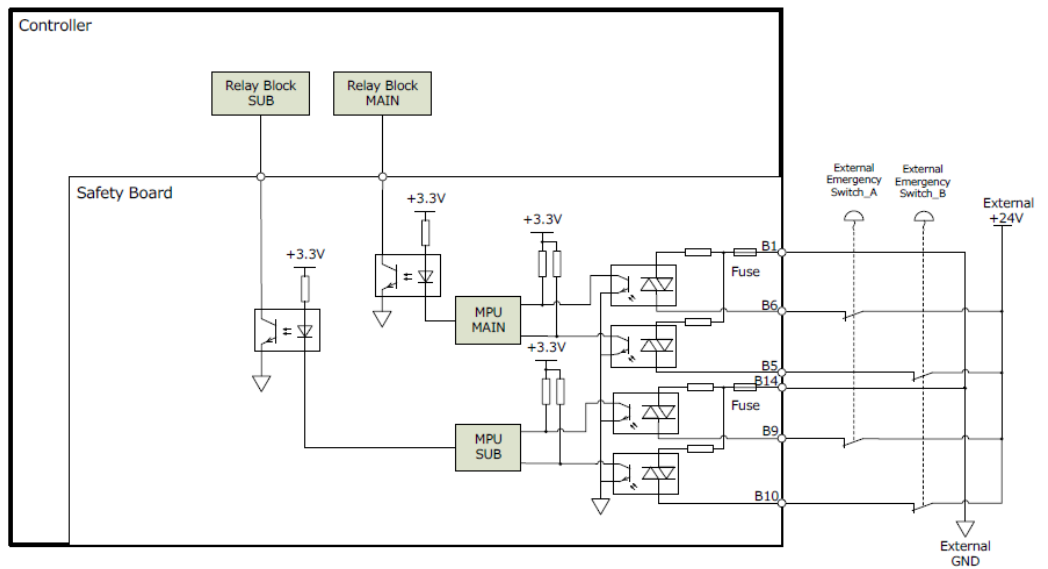 Controller
Relay Block
SUB
Relay Block
MAIN
Safety Board
+3.3V
+3.3V
+3.3V
+3.3V
MPU
MAIN
MPU
SUB
B1
Fuse
B6
B5
B14
Fuse
B9
B10
External
Emergency
Switch_A
External
Emergency
Switch_B
External
+24V
External
GND